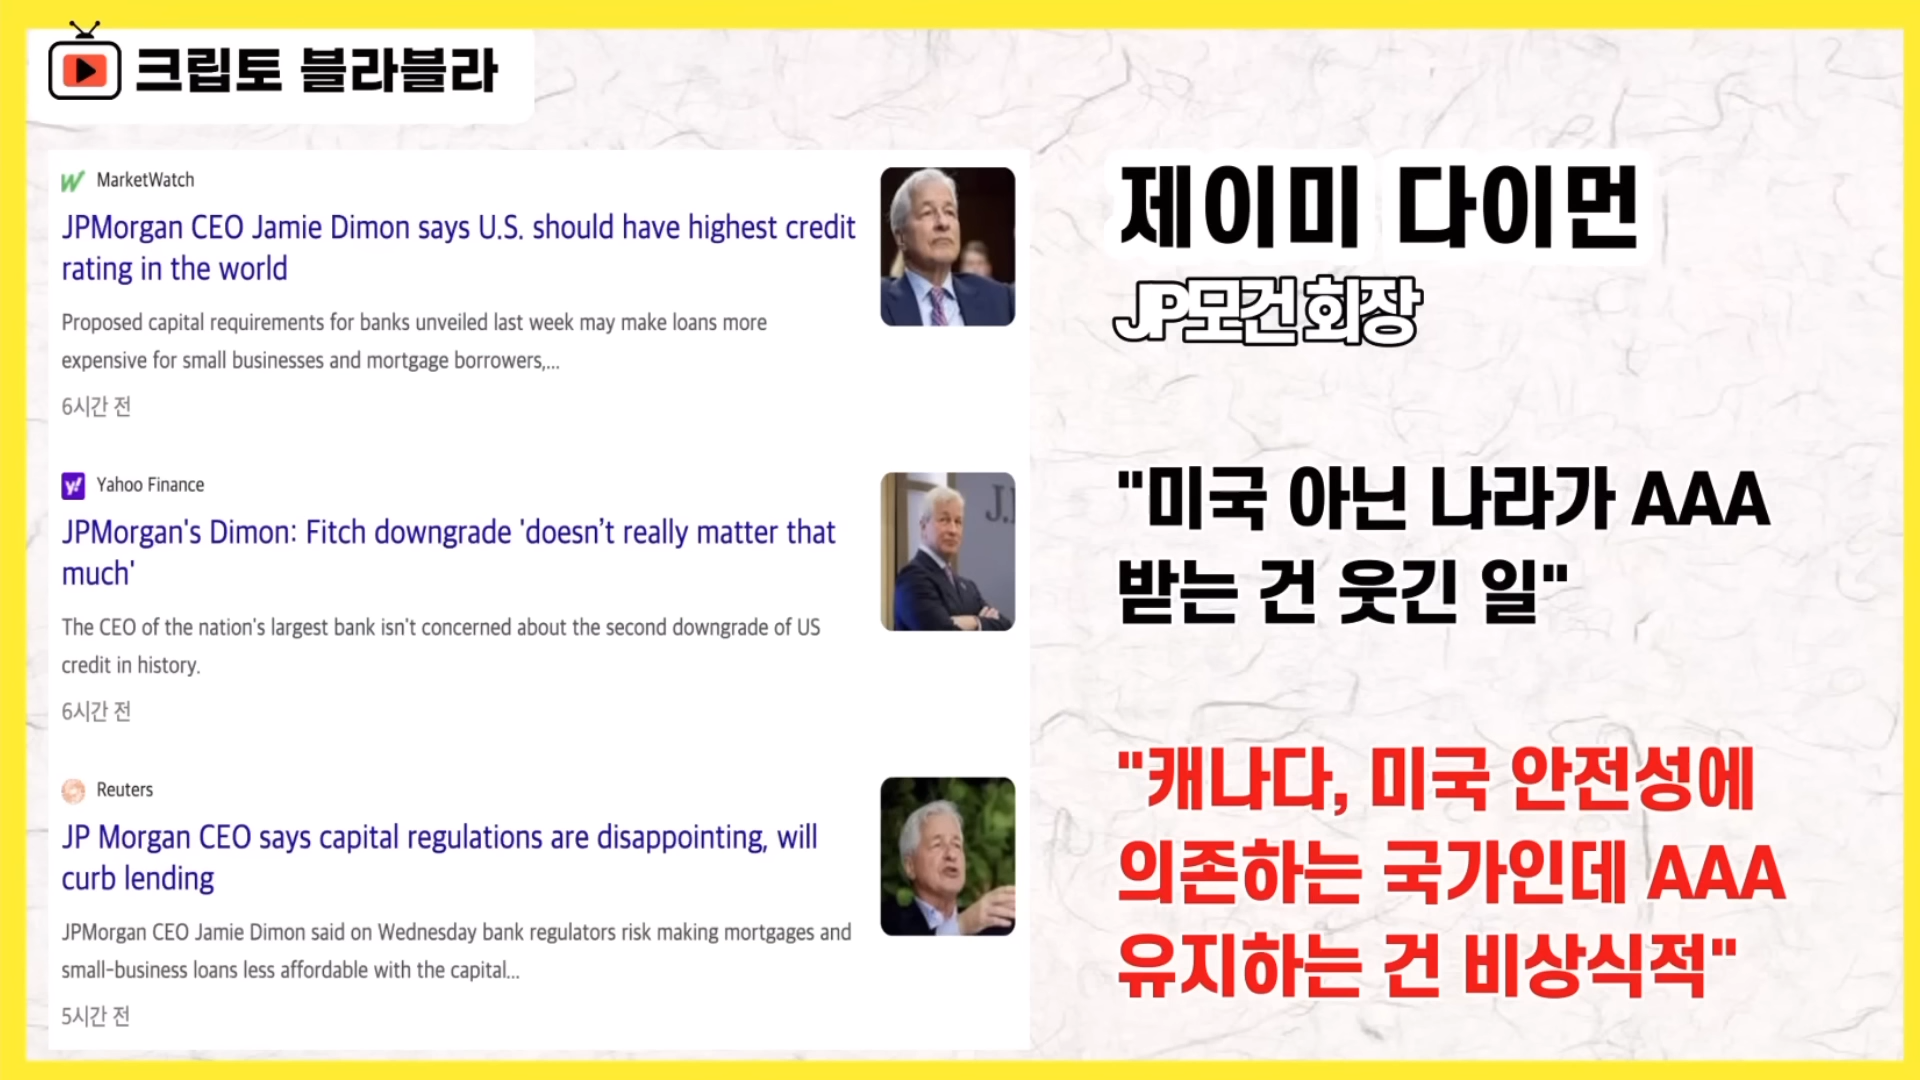 크립토 블라블라
MarketWatch
JPMorgan CEO Jamie Dimon says U.S. should have highest credit
rating in the world
Proposed capital requirements for banks unveiled last week may make loans more
expensive for small businesses and mortgage borrowers,...
6시간 전
y!
Yahoo Finance
JPMorgan's Dimon: Fitch downgrade 'doesn’t really matter that
much'
The CEO of the nation's largest bank isn't concerned about the second downgrade of US
credit in history.
6시간 전
J.
Reuters
JP Morgan CEO says capital regulations are disappointing, will
curb lending
JPMorgan CEO Jamie Dimon said on Wednesday bank regulators risk making mortgages and
small-business loans less affordable with the capital...
5시간 전
제이미 다이먼
JP모건 회장
"미국 아닌 나라가 AAA
받는 건 웃긴 일"
"캐나다, 미국 안전성에
의존하는 국가인데 AAA
유지하는 건 비상식적"